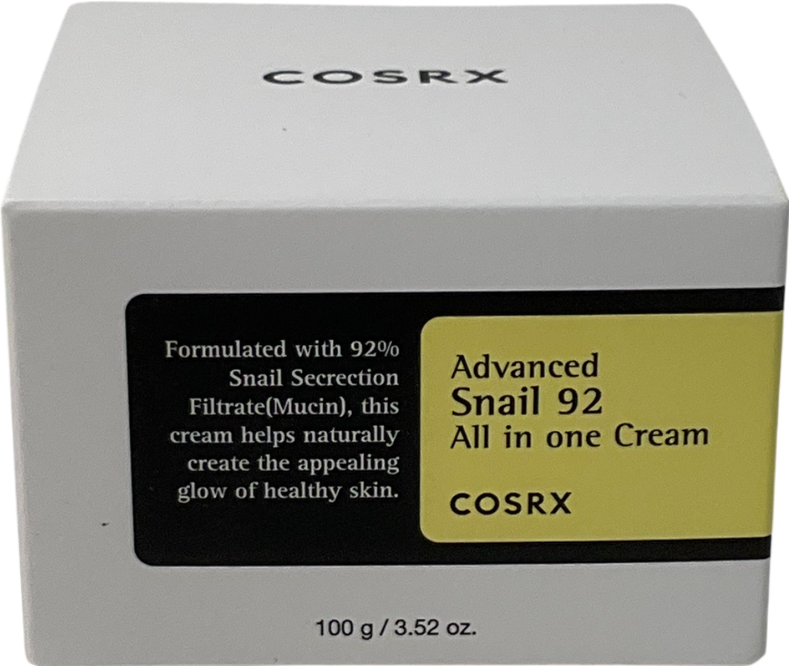 COSRX
Formulated with 92%
Snail Secrection
Filtrate(Mucin), this
cream helps naturally
create the appealing
glow of healthy skin.
Advanced
Snail 92
All in one Cream
COSRX
100 g / 3.52 oz.